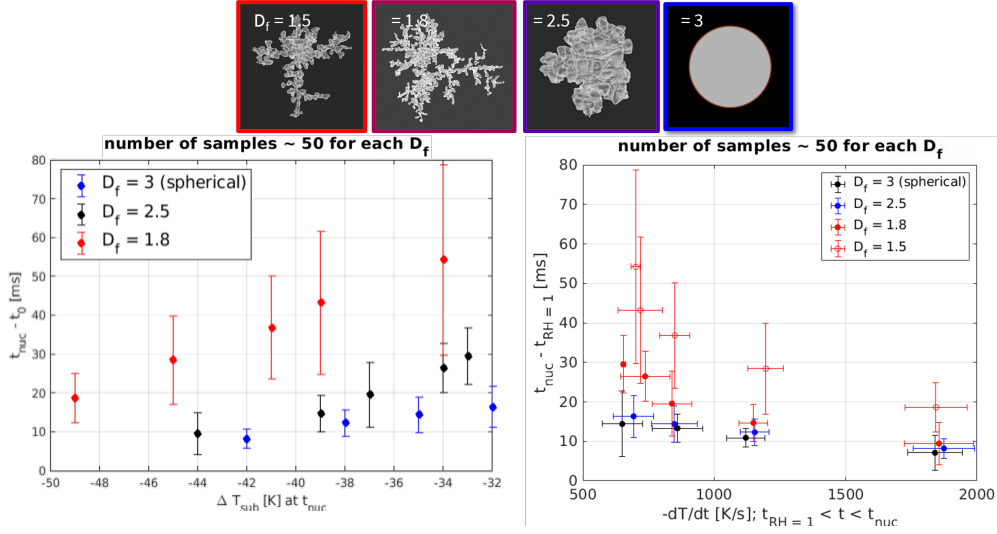 D_f = 1.5
= 1.8
= 2.5
= 3
number of samples ~ 50 for each D_f
D_f = 3 (spherical)
D_f = 2.5
D_f = 1.8
80
70
60
50
40
30
20
10
0
t_nuc - t_0 [ms]
-50 -48 -46 -44 -42 -40 -38 -36 -34 -32
Δ T_sub [K] at t_nuc
number of samples ~ 50 for each D_f
D_f = 3 (spherical)
D_f = 2.5
D_f = 1.8
D_f = 1.5
80
70
60
50
40
30
20
10
0
t_nuc - t_RH = 1 [ms]
500 1000 1500 2000
-dT/dt [K/s]; t_RH = 1 < t < t_nuc